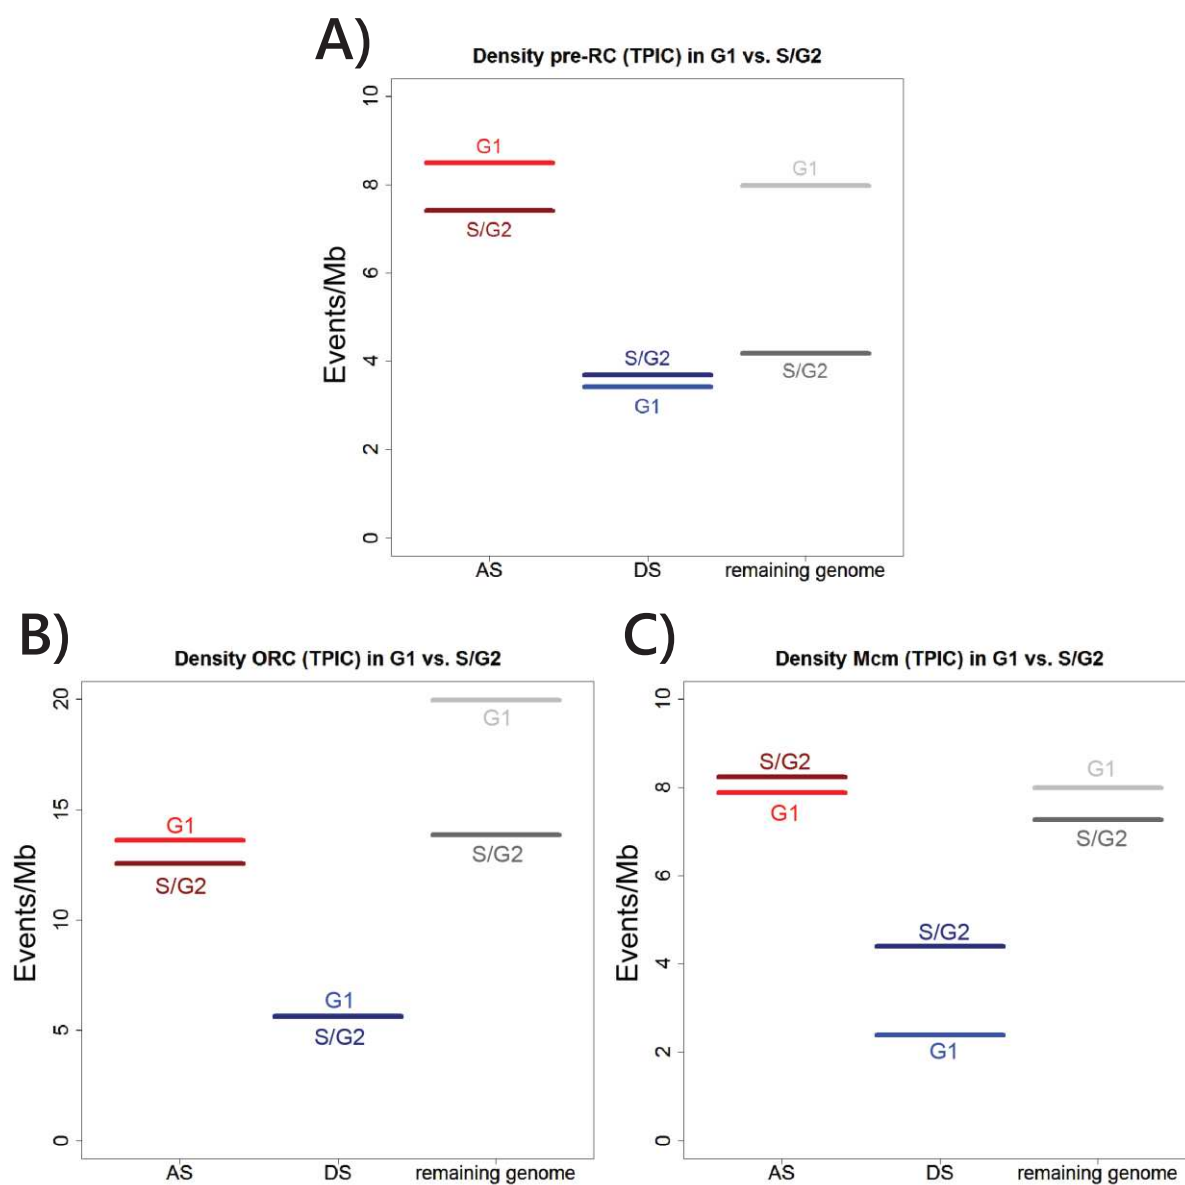 A)
Density pre-RC (TPIC) in G1 vs. S/G2
Events/Mb
10
8
6
4
2
0
G1
S/G2
S/G2
G1
G1
S/G2
AS DS remaining genome
B)
Density ORC (TPIC) in G1 vs. S/G2
Events/Mb
20
15
10
5
0
G1
S/G2
G1
S/G2
G1
S/G2
AS DS remaining genome
C)
Density Mcm (TPIC) in G1 vs. S/G2
Events/Mb
10
8
6
4
2
0
S/G2
G1
S/G2
G1
G1
S/G2
AS DS remaining genome